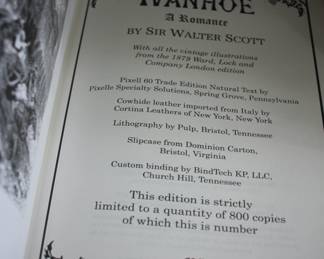 IVANHOE
A Romance
BY SIR WALTER SCOTT
With all the vintage illustrations
from the 1879 Ward, Lock and
Company London edition
Pixell 60 Trade Edition Natural Text by
Pixelle Specialty Solutions, Spring Grove, Pennsylvania
Cowhide leather imported from Italy by
Cortina Leathers of New York, New York
Lithography by Pulp, Bristol, Tennessee
Slipcase from Dominion Carton,
Bristol, Virginia
Custom binding by BindTech KP, LLC,
Church Hill, Tennessee
This edition is strictly
limited to a quantity of 800 copies
of which this is number